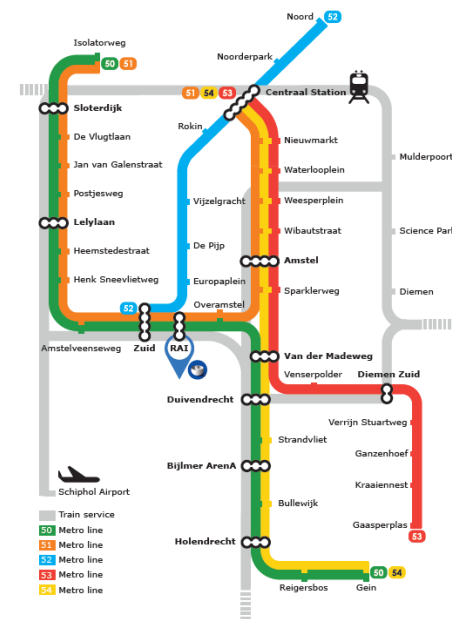 Noord 52
Isolatorweg
Noorderpark
50 51
51 54 53 Centraal Station
Sloterdijk
Rokin
De Vlugtlaan
Nieuwmarkt
Mulderpoort
Jan van Galenstraat
Waterlooplein
Postjesweg
Vijzelgracht
Weesperplein
Lelylaan
Wibautstraat
Science Park
De Pijp
Heemstedestraat
Amstel
Henk Sneevlietweg
Europaplein
Sparklerweg
Diemen
52
Overamstel
Amstelveenseweg
Zuid
RAI
Van der Madeweg
Venserpolder
Diemen Zuid
Duivendrecht
Verrijn Stuartweg
Strandvliet
Ganzenhoef
Bijlmer ArenA
Kraaiennest
Schiphol Airport
Bullewijk
Train service
Gaasperplas
50 Metro line
53
51 Metro line
Holendrecht
52 Metro line
53 Metro line
50 54
54 Metro line
Reigersbos
Gein